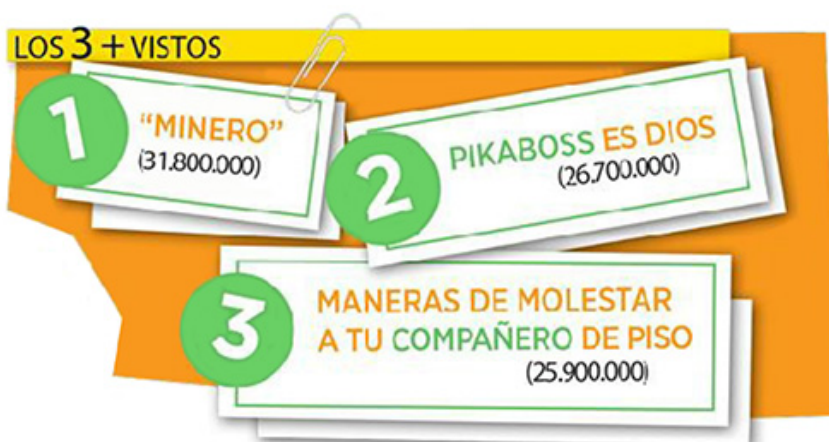 LOS 3 + VISTOS
1
“MINERO”
(31.800.000)
2
PIKABOSS ES DIOS
(26.700.000)
3
MANERAS DE MOLESTAR
A TU COMPAÑERO DE PISO
(25.900.000)